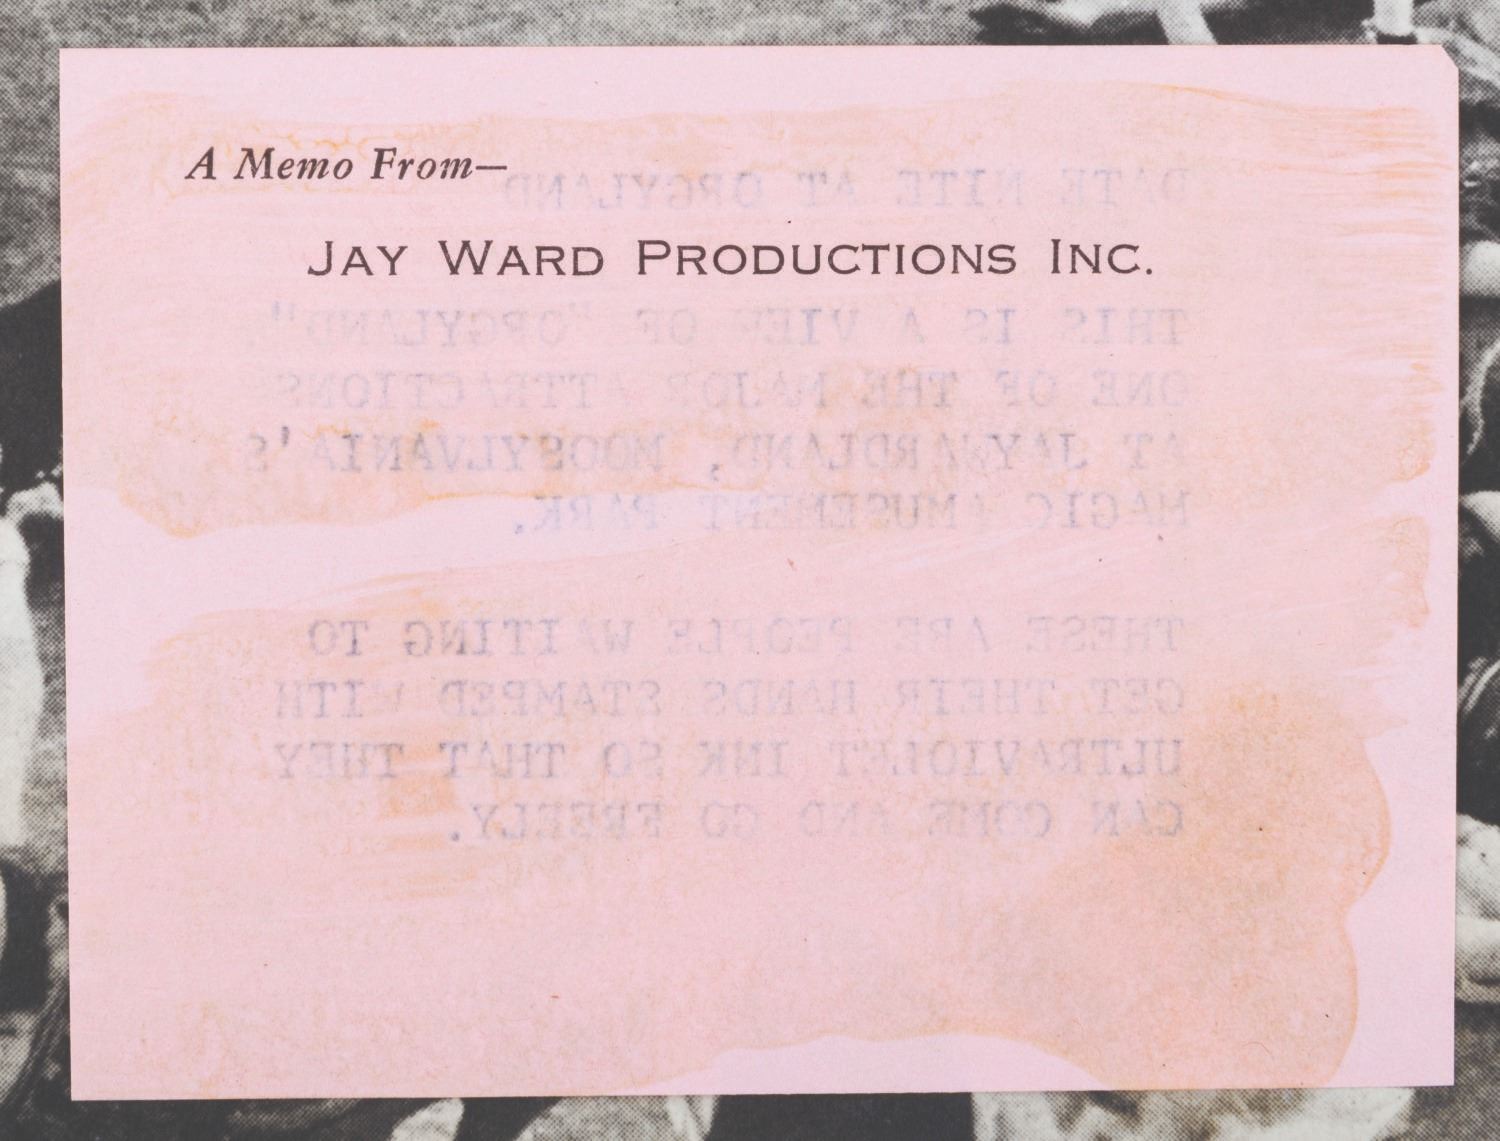 A Memo From—
DATE NITE AT ORGYLAND
JAY WARD PRODUCTIONS INC.
THIS IS A VIEW OF "ORGYLAND"
ONE OF THE MAJOR ATTRACTIONS
AT JAYWARDLAND, MOOSYLVANIA'S
MAGIC AMUSEMENT PARK.
THESE ARE PEOPLE WAITING TO
GET THEIR HANDS STAMPED WITH
ULTRAVIOLET INK SO THAT THEY
CAN COME AND GO FREELY.